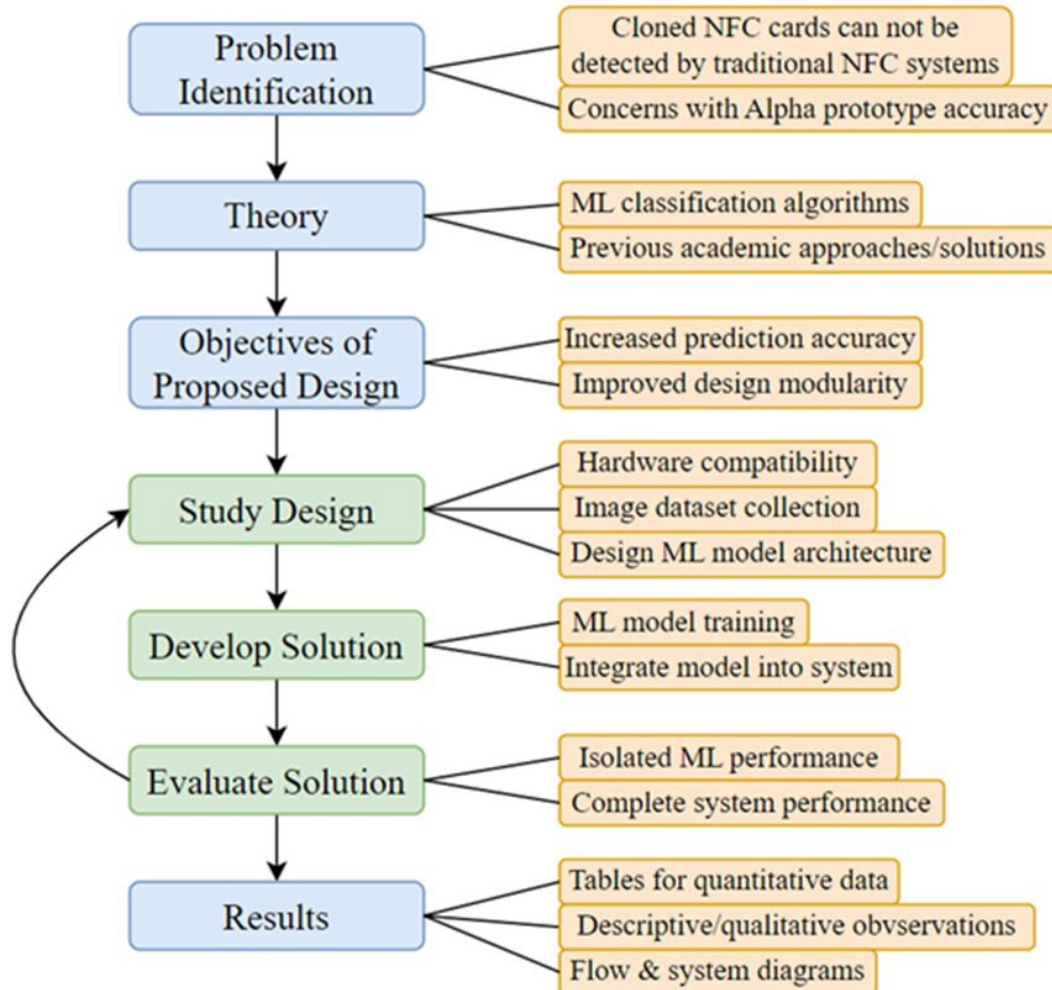 Problem
Identification
Cloned NFC cards can not be
detected by traditional NFC systems
Concerns with Alpha prototype accuracy
Theory
ML classification algorithms
Previous academic approaches/solutions
Objectives of
Proposed Design
Increased prediction accuracy
Improved design modularity
Study Design
Hardware compatibility
Image dataset collection
Design ML model architecture
Develop Solution
ML model training
Integrate model into system
Evaluate Solution
Isolated ML performance
Complete system performance
Results
Tables for quantitative data
Descriptive/qualitative obvservations
Flow & system diagrams